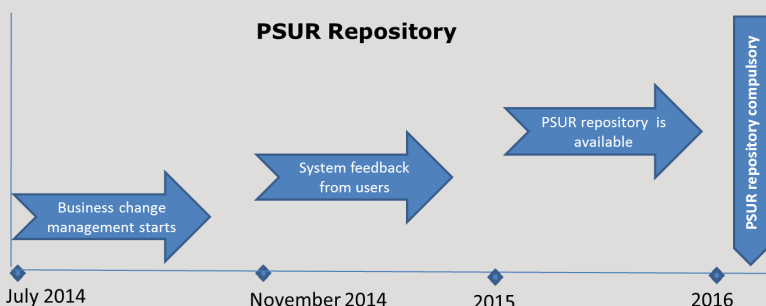 PSUR Repository
Business change
management starts
System feedback
from users
PSUR repository is
available
PSUR repository compulsory
July 2014
November 2014
2015
2016